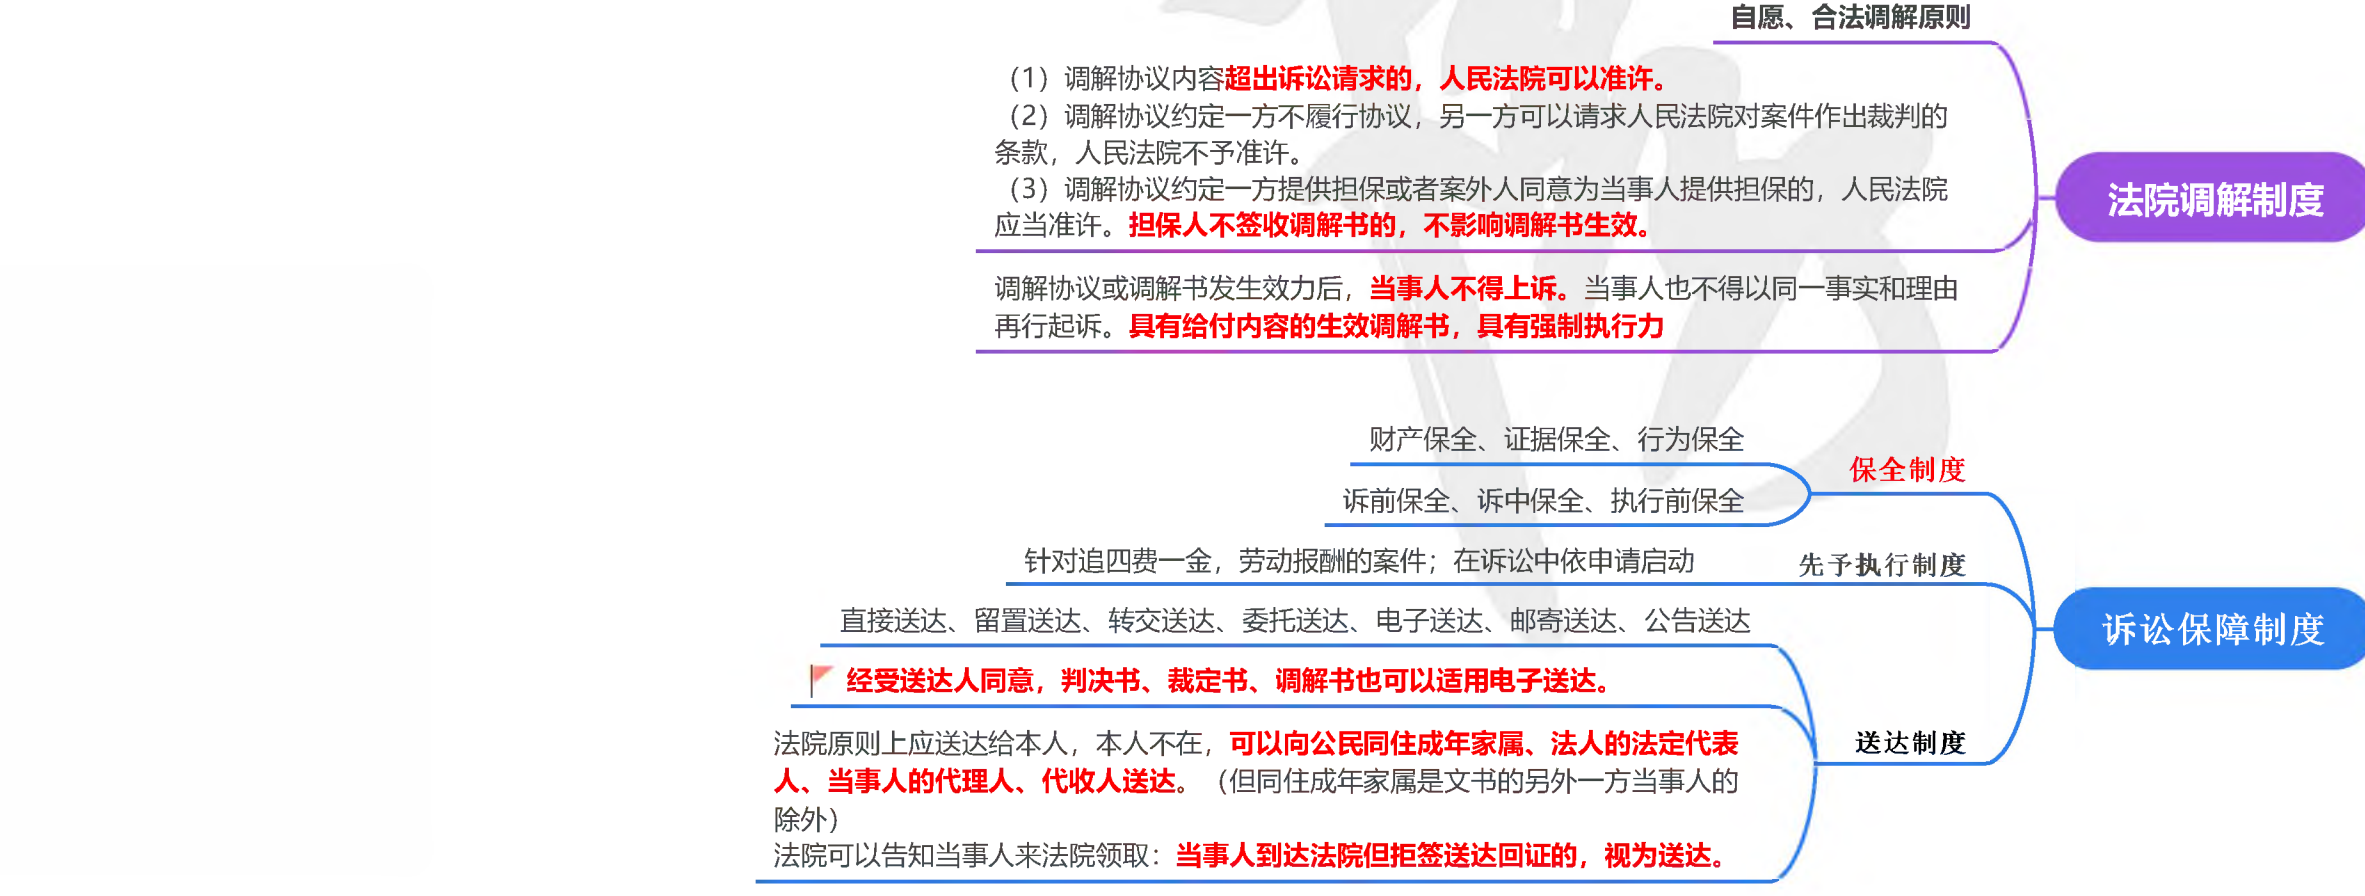 自愿、合法调解原则
（1）调解协议内容超出诉讼请求的，人民法院可以准许。
（2）调解协议约定一方不履行协议，另一方可以请求人民法院对案件作出裁判的
条款，人民法院不予准许。
（3）调解协议约定一方提供担保或者案外人同意为当事人提供担保的，人民法院
应当准许。担保人不签收调解书的，不影响调解书生效。
法院调解制度
调解协议或调解书发生效力后，当事人不得上诉。当事人也不得以同一事实和理由
再行起诉。具有给付内容的生效调解书，具有强制执行力
财产保全、证据保全、行为保全
保全制度
诉前保全、诉中保全、执行前保全
针对追四费一金，劳动报酬的案件；在诉讼中依申请启动
先予执行制度
诉讼保障制度
直接送达、留置送达、转交送达、委托送达、电子送达、邮寄送达、公告送达
经受送达人同意，判决书、裁定书、调解书也可以适用电子送达。
送达制度
法院原则上应送达给本人，本人不在，可以向公民同住成年家属、法人的法定代表
人、当事人的代理人、代收人送达。（但同住成年家属是文书的另外一方当事人的
除外）
法院可以告知当事人来法院领取：当事人到达法院但拒签送达回证的，视为送达。